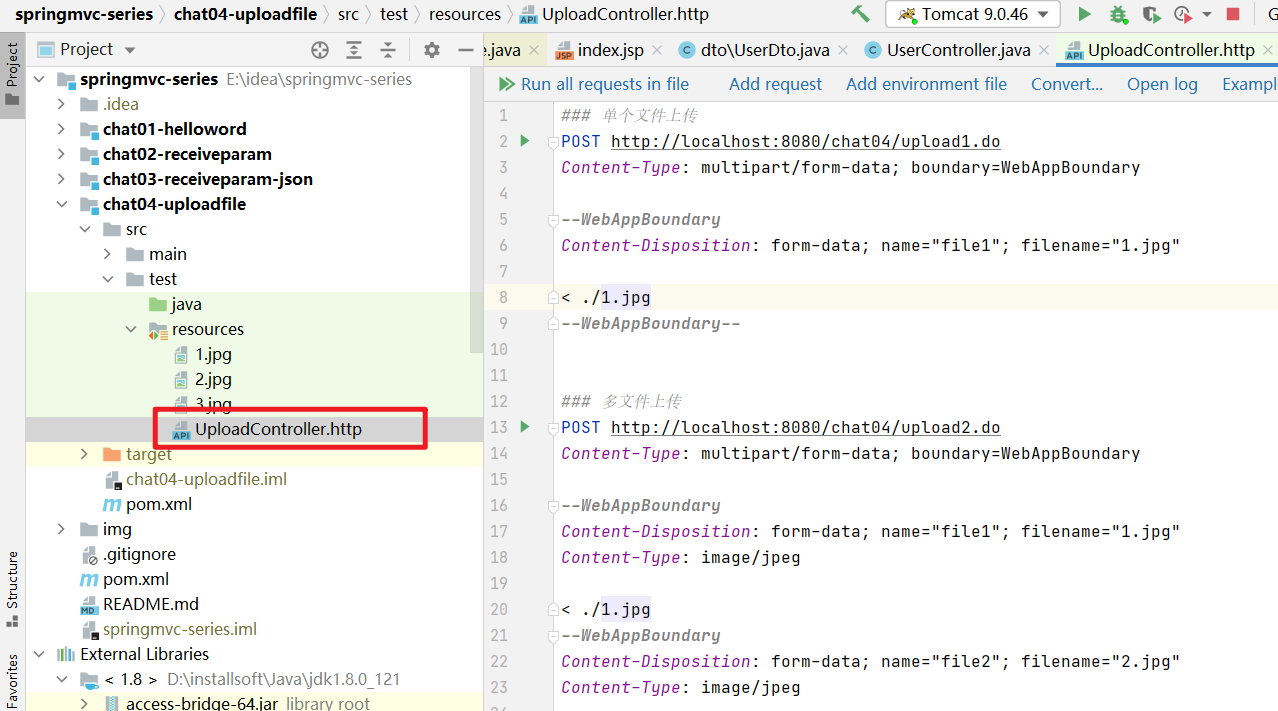 springmvc-series chat04-uploadfile src test resources UploadController.http
Tomcat 9.0.46
Project
e.java index.jsp dto\UserDto.java UserController.java UploadController.http
Run all requests in file Add request Add environment file Convert... Open log Exampl
Project
Structure
Favorites
springmvc-series E:\idea\springmvc-series
.idea
chat01-helloword
chat02-receiveparam
chat03-receiveparam-json
chat04-uploadfile
src
main
test
java
resources
1.jpg
2.jpg
3.jpg
UploadController.http
target
chat04-uploadfile.iml
pom.xml
img
.gitignore
pom.xml
README.md
springmvc-series.iml
External Libraries
< 1.8 > D:\installsoft\Java\jdk1.8.0_121
access-bridge-64.jar library root
1 ### 单个文件上传
2 POST http://localhost:8080/chat04/upload1.do
3 Content-Type: multipart/form-data; boundary=WebAppBoundary
4
5 --WebAppBoundary
6 Content-Disposition: form-data; name="file1"; filename="1.jpg"
7
8 < ./1.jpg
9 --WebAppBoundary--
10
11
12 ### 多文件上传
13 POST http://localhost:8080/chat04/upload2.do
14 Content-Type: multipart/form-data; boundary=WebAppBoundary
15
16 --WebAppBoundary
17 Content-Disposition: form-data; name="file1"; filename="1.jpg"
18 Content-Type: image/jpeg
19
20 < ./1.jpg
21 --WebAppBoundary
22 Content-Disposition: form-data; name="file2"; filename="2.jpg"
23 Content-Type: image/jpeg